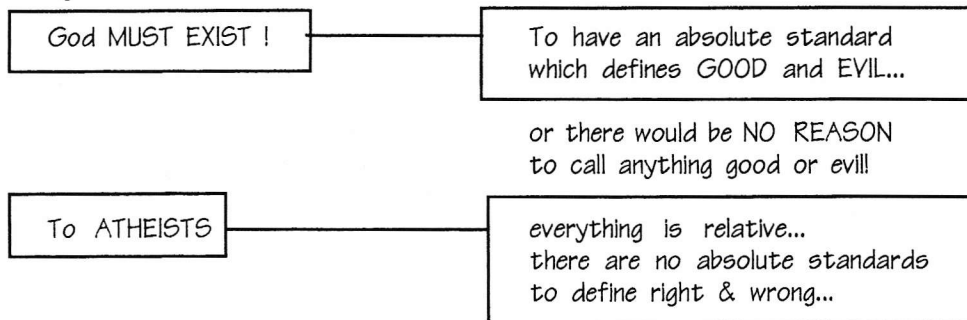 God MUST EXIST !
To have an absolute standard
which defines GOOD and EVIL...
or there would be NO REASON
to call anything good or evil!
To ATHEISTS
everything is relative...
there are no absolute standards
to define right & wrong...